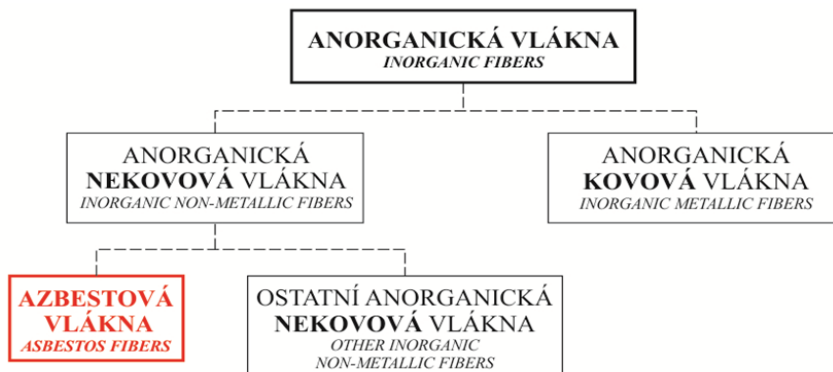 ANORGANICKÁ VLÁKNA
INORGANIC FIBERS
ANORGANICKÁ
NEKOVOVÁ VLÁKNA
INORGANIC NON-METALLIC FIBERS
ANORGANICKÁ
KOVOVÁ VLÁKNA
INORGANIC METALLIC FIBERS
AZBESTOVÁ
VLÁKNA
ASBESTOS FIBERS
OSTATNÍ ANORGANICKÁ
NEKOVOVÁ VLÁKNA
OTHER INORGANIC
NON-METALLIC FIBERS